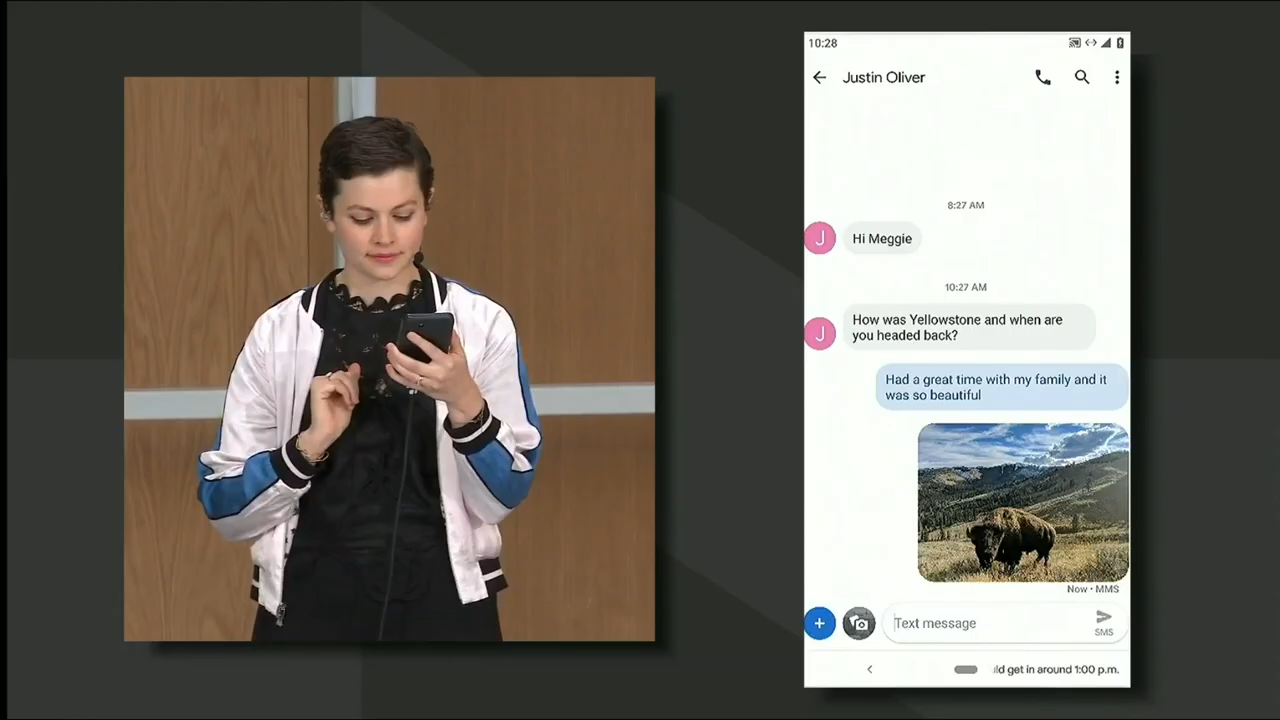 10:28
Justin Oliver
8:27 AM
J
Hi Meggie
10:27 AM
How was Yellowstone and when are
you headed back?
J
Had a great time with my family and it
was so beautiful
Now • MMS
+
Text message
SMS
ld get in around 1:00 p.m.